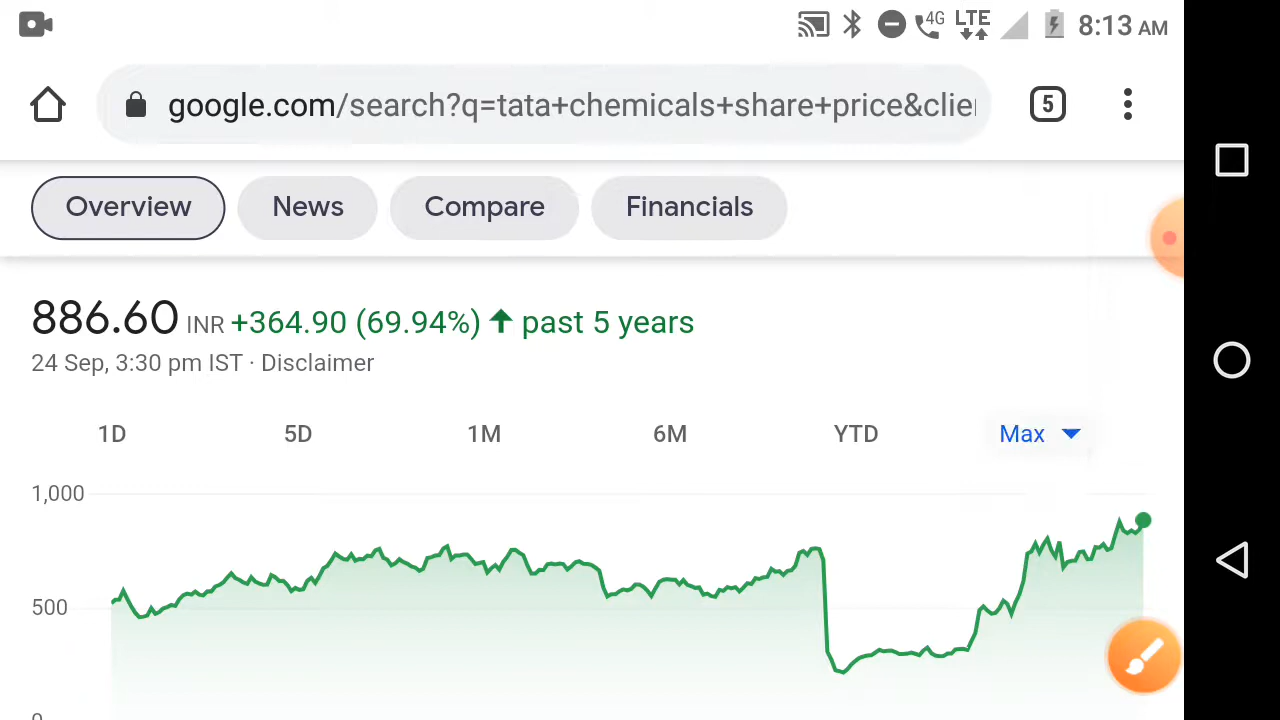 4G LTE 8:13 AM
google.com/search?q=tata+chemicals+share+price&clie
5
Overview News Compare Financials
886.60 INR +364.90 (69.94%) past 5 years
24 Sep, 3:30 pm IST · Disclaimer
1D 5D 1M 6M YTD Max
1,000
500
0